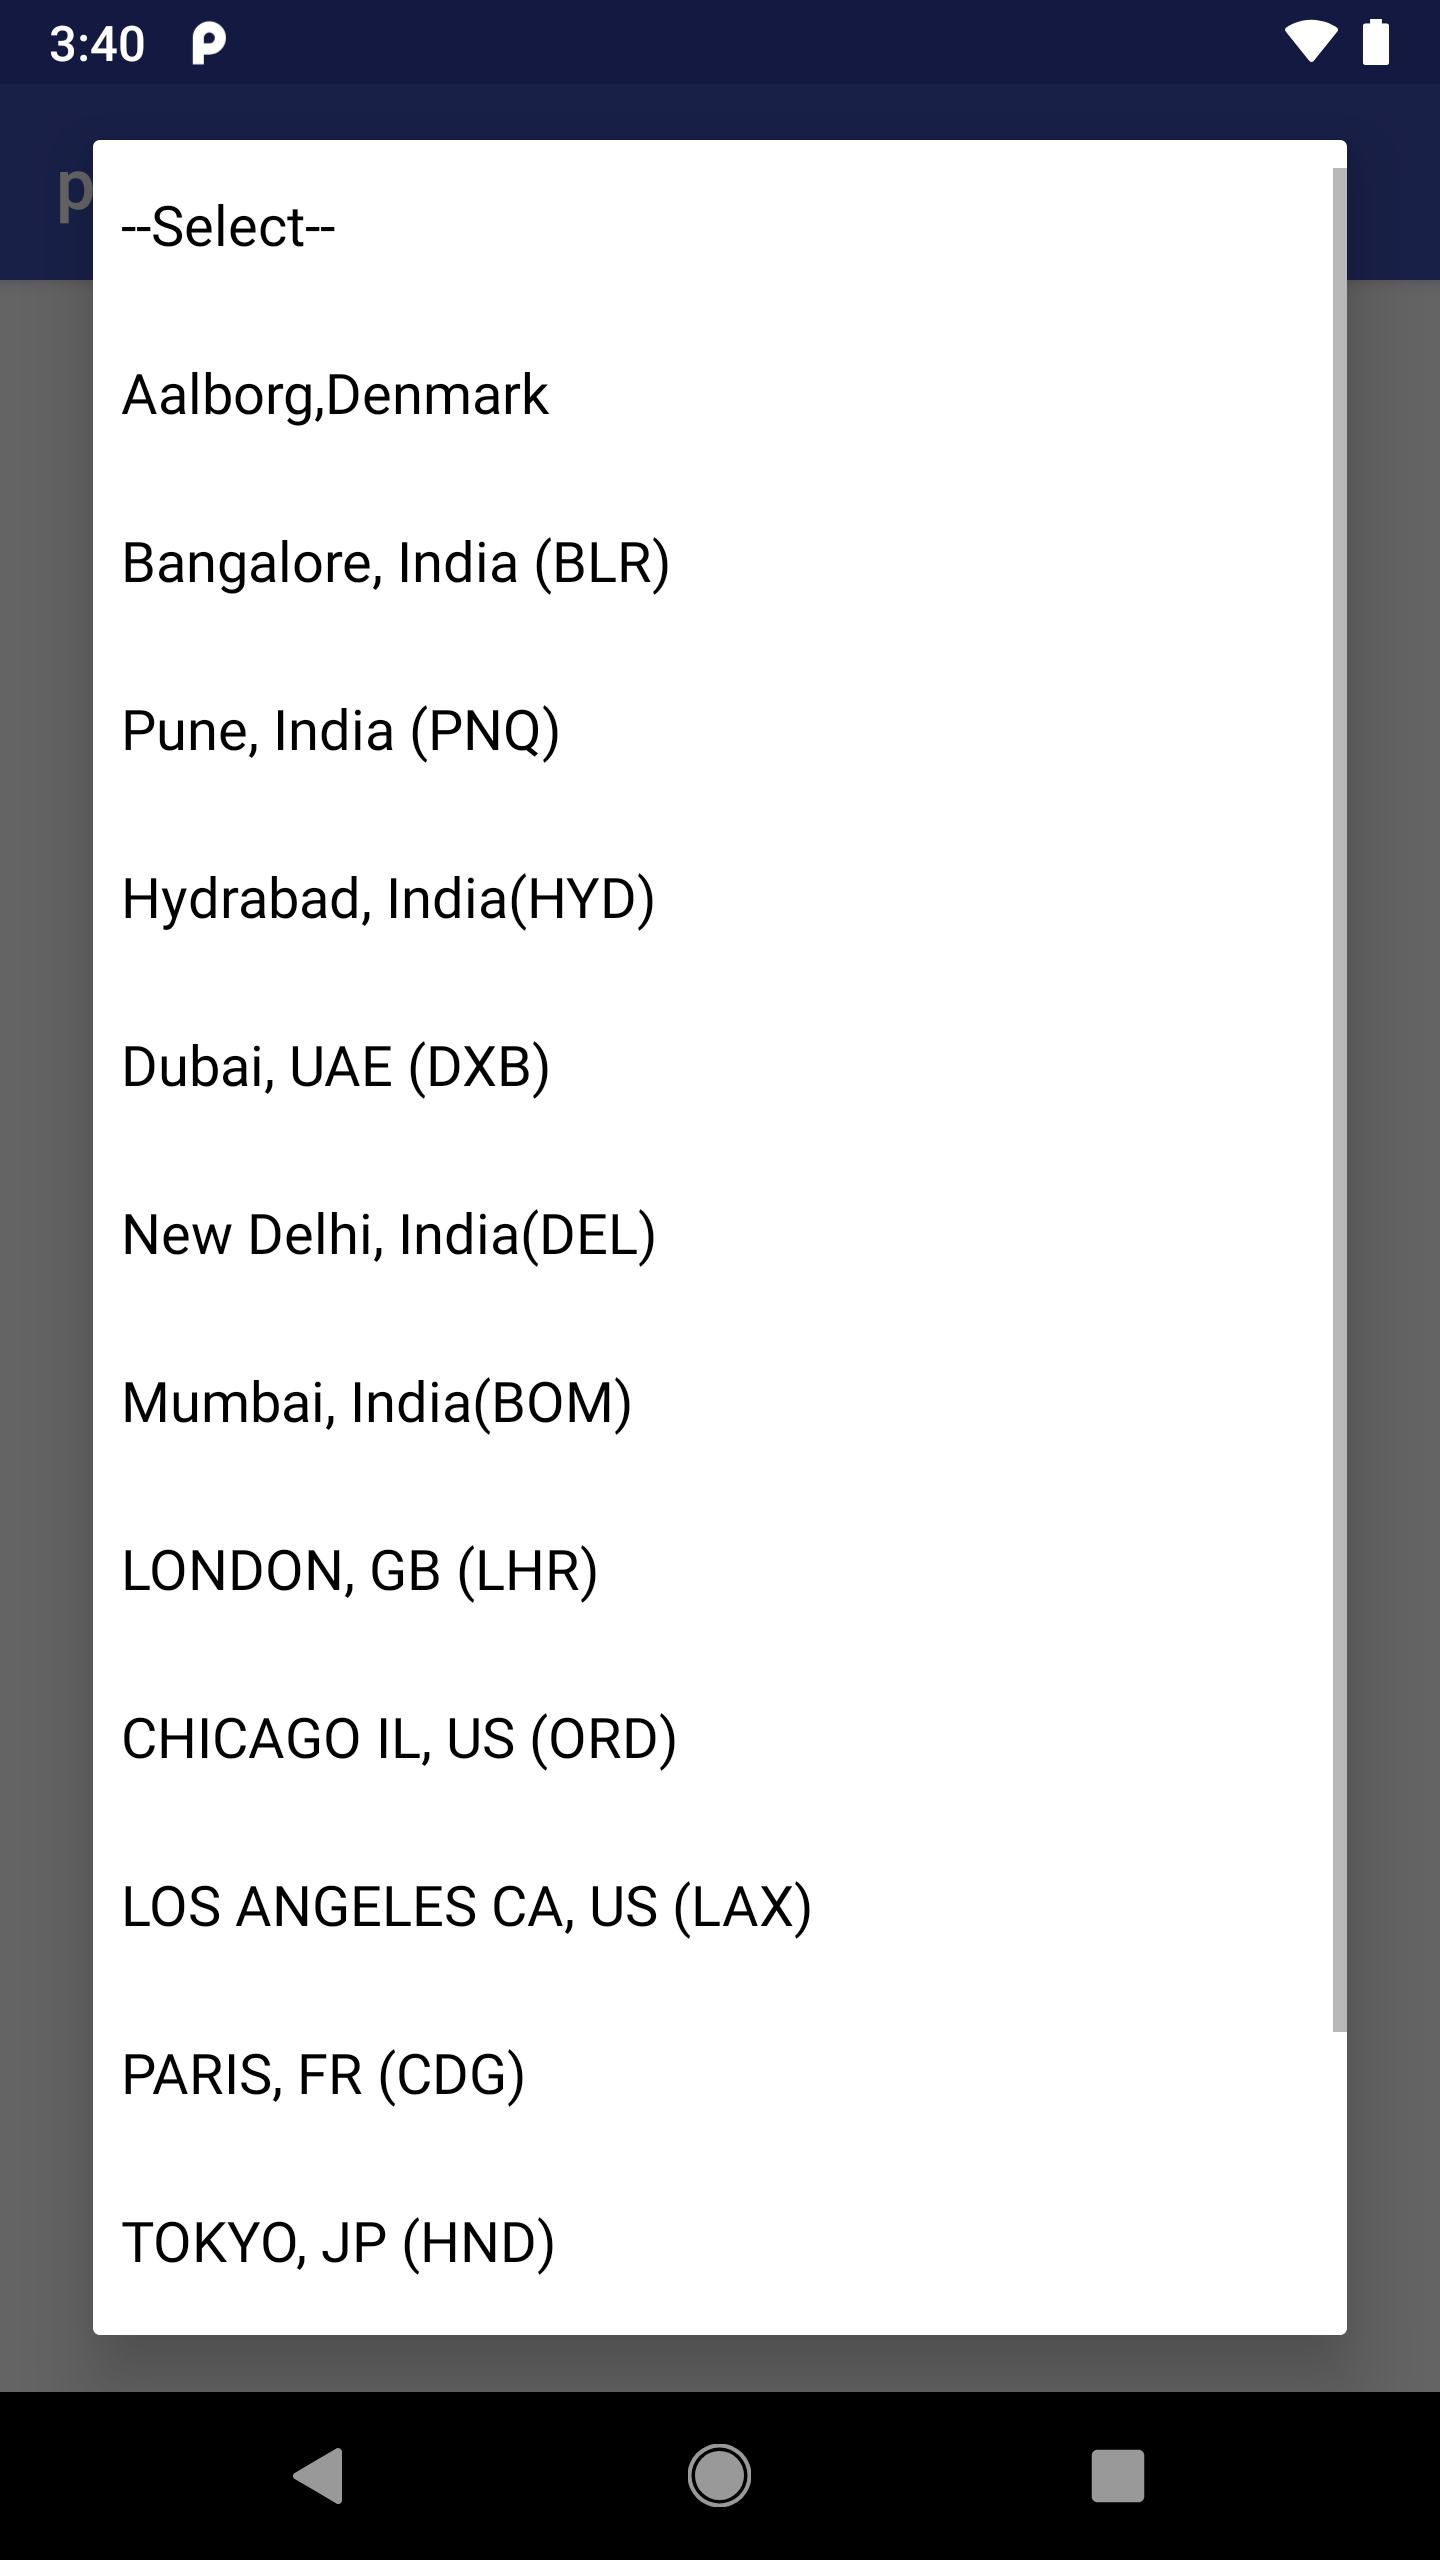 3:40
p
--Select--
Aalborg,Denmark
Bangalore, India (BLR)
Pune, India (PNQ)
Hydrabad, India(HYD)
Dubai, UAE (DXB)
New Delhi, India(DEL)
Mumbai, India(BOM)
LONDON, GB (LHR)
CHICAGO IL, US (ORD)
LOS ANGELES CA, US (LAX)
PARIS, FR (CDG)
TOKYO, JP (HND)